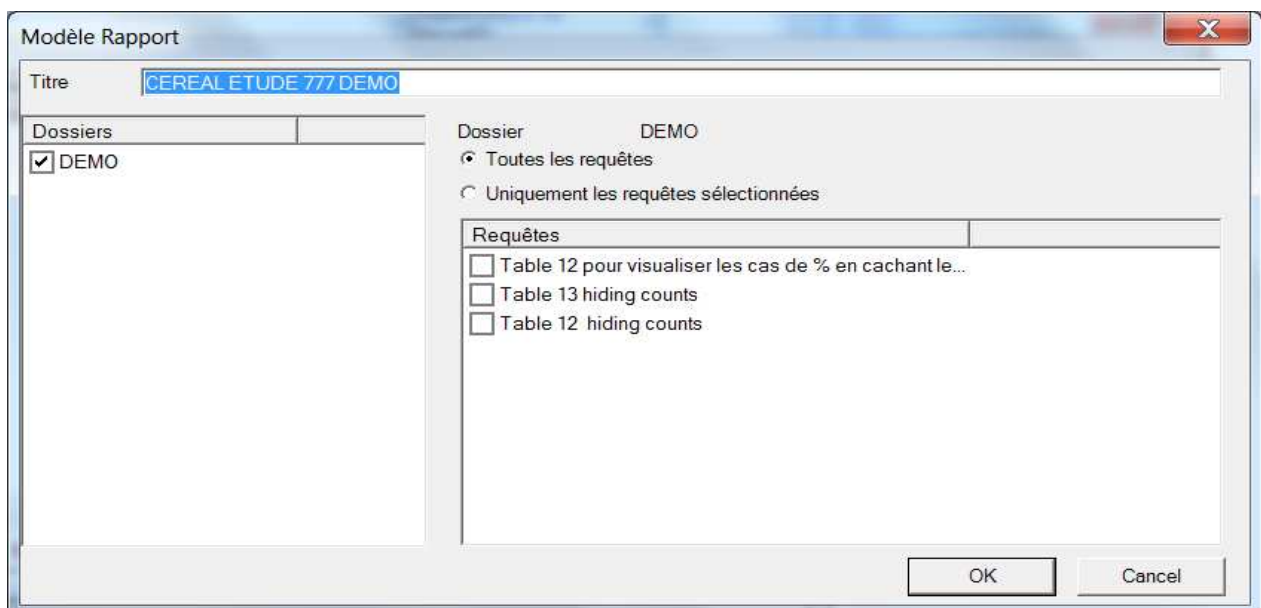 Modèle Rapport
Titre CEREAL ETUDE 777 DEMO
Dossiers
DEMO
Dossier DEMO
Toutes les requêtes
Uniquement les requêtes sélectionnées
Requêtes
Table 12 pour visualiser les cas de % en cachant le...
Table 13 hiding counts
Table 12 hiding counts
OK Cancel